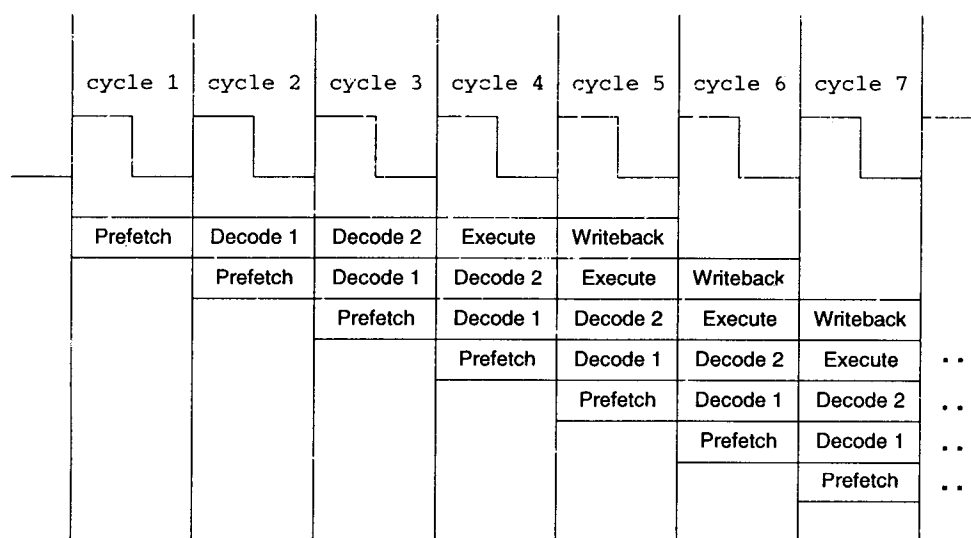 cycle 1 cycle 2 cycle 3 cycle 4 cycle 5 cycle 6 cycle 7
Prefetch Decode 1 Decode 2 Execute Writeback
Prefetch Decode 1 Decode 2 Execute Writeback
Prefetch Decode 1 Decode 2 Execute Writeback
Prefetch Decode 1 Decode 2 Execute ..
Prefetch Decode 1 Decode 2 ..
Prefetch Decode 1 ..
Prefetch ..